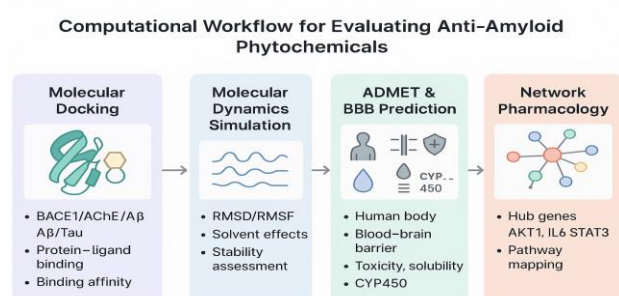 Computational Workflow for Evaluating Anti-Amyloid
Phytochemicals
Molecular
Docking
• BACE1/AChE/Aβ
Aβ/Tau
• Protein–ligand
binding
• Binding affinity
Molecular
Dynamics
Simulation
• RMSD/RMSF
• Solvent effects
• Stability
assessment
ADMET &
BBB Prediction
CYP--
450
• Human body
• Blood–brain
barrier
• Toxicity, solubility
• CYP450
Network
Pharmacology
• Hub genes
AKT1, IL6 STAT3
• Pathway
mapping